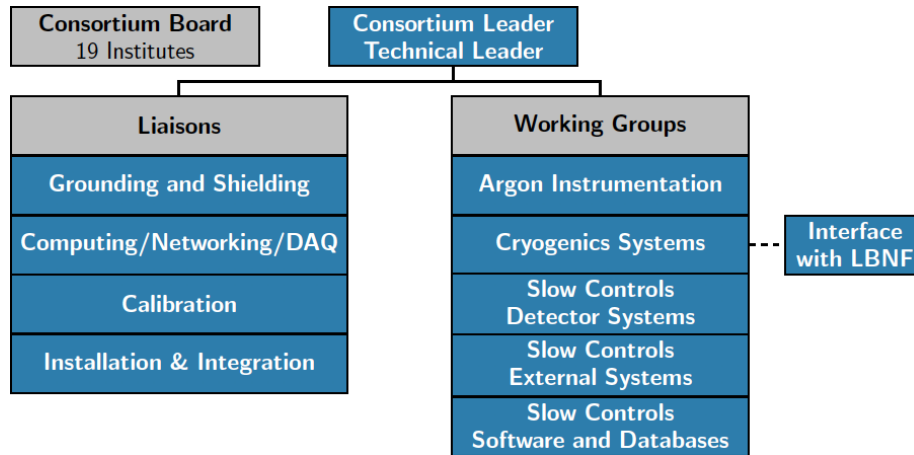 Consortium Board
19 Institutes
Consortium Leader
Technical Leader
Liaisons
Grounding and Shielding
Computing/Networking/DAQ
Calibration
Installation & Integration
Working Groups
Argon Instrumentation
Cryogenics Systems
Slow Controls
Detector Systems
Slow Controls
External Systems
Slow Controls
Software and Databases
Interface
with LBNF